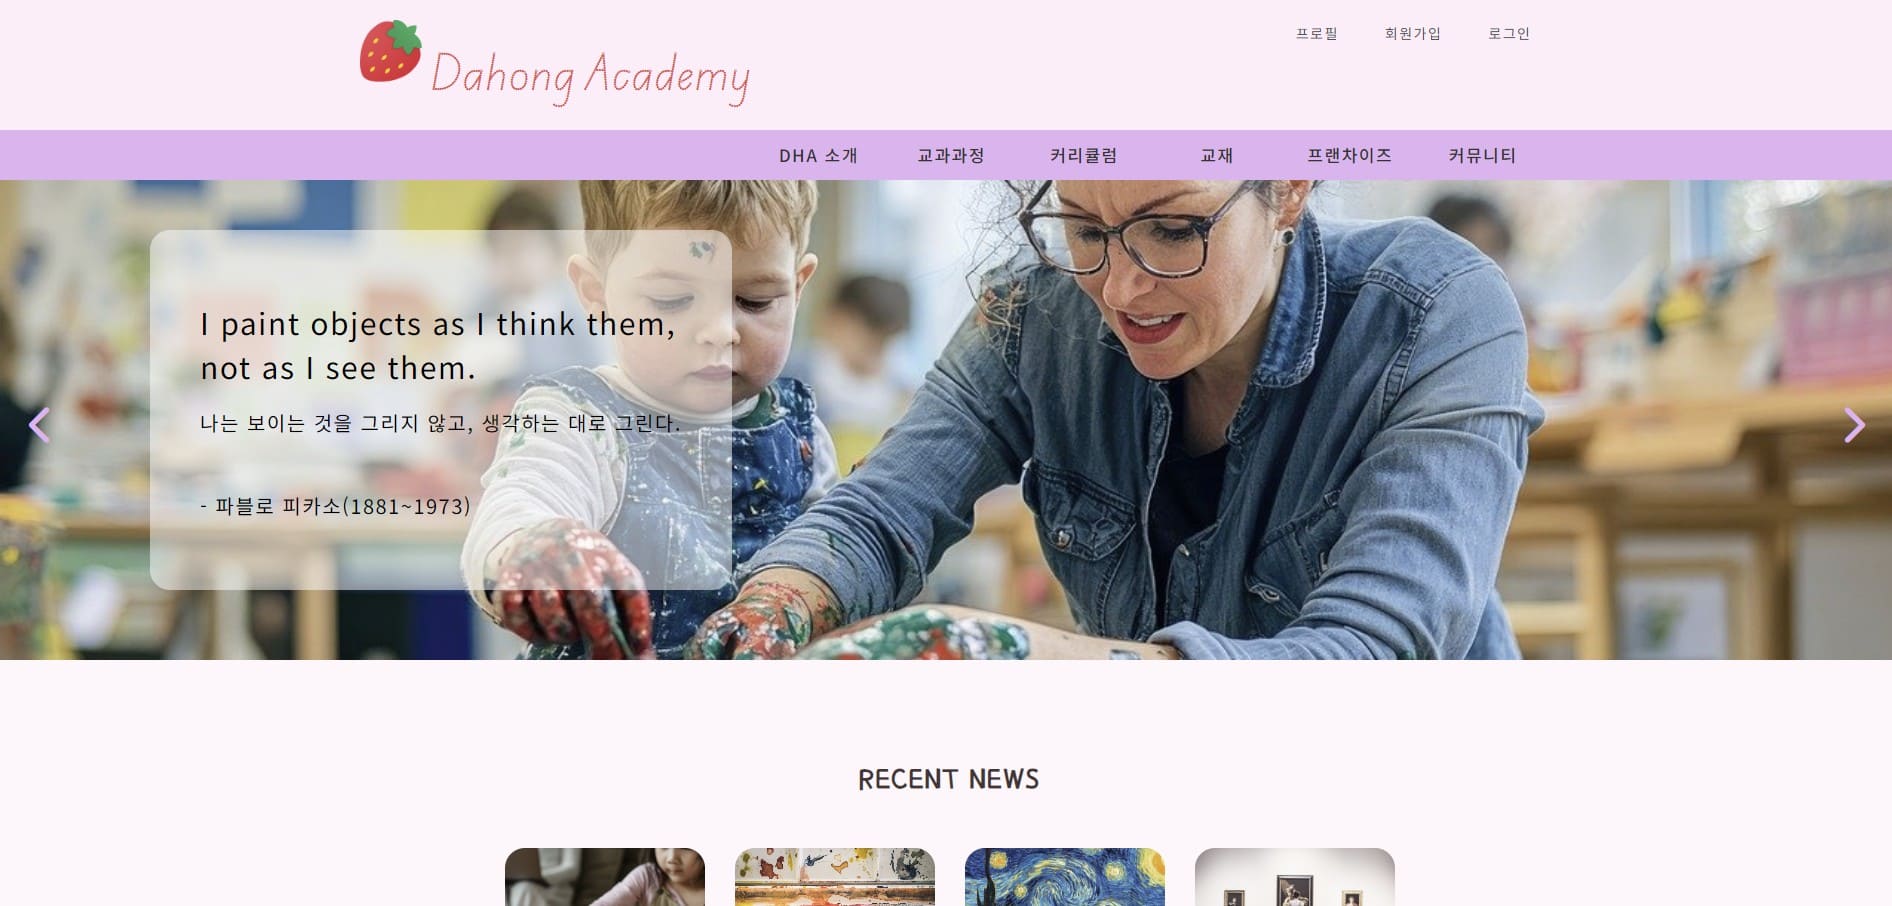 Dahong Academy
프로필 회원가입 로그인
DHA 소개 교과과정 커리큘럼 교재 프랜차이즈 커뮤니티
I paint objects as I think them,
not as I see them.
나는 보이는 것을 그리지 않고, 생각하는 대로 그린다.
- 파블로 피카소(1881~1973)
RECENT NEWS